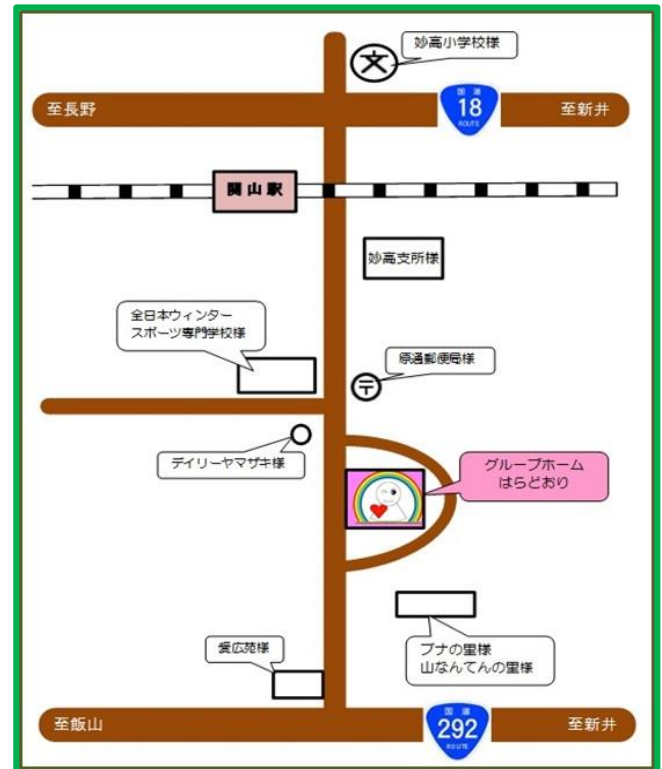 妙高小学校様
文
至長野
国道
18
ROUTE
至新井
関山駅
妙高支所様
全日本ウィンター
スポーツ専門学校様
原通郵便局様
〒
デイリーヤマザキ様
グループホーム
はらどおり
ブナの里様
山なんてんの里様
愛広苑様
至飯山
国道
292
ROUTE
至新井